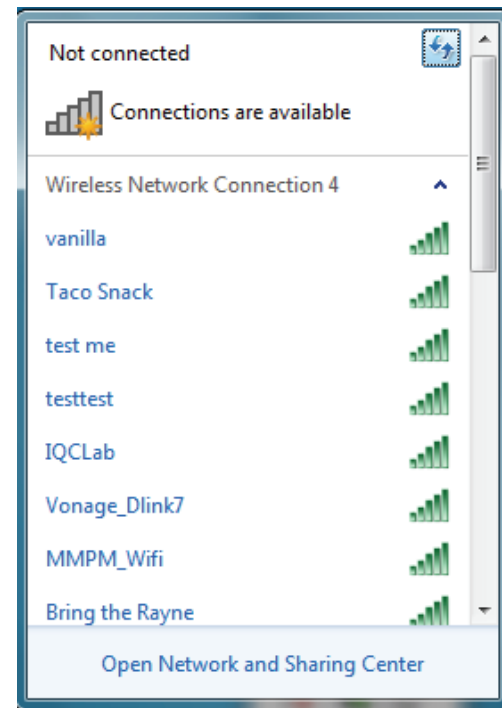 Not connected
Connections are available
Wireless Network Connection 4
vanilla
Taco Snack
test me
testtest
IQCLab
Vonage_Dlink7
MMPM_Wifi
Bring the Rayne
Open Network and Sharing Center